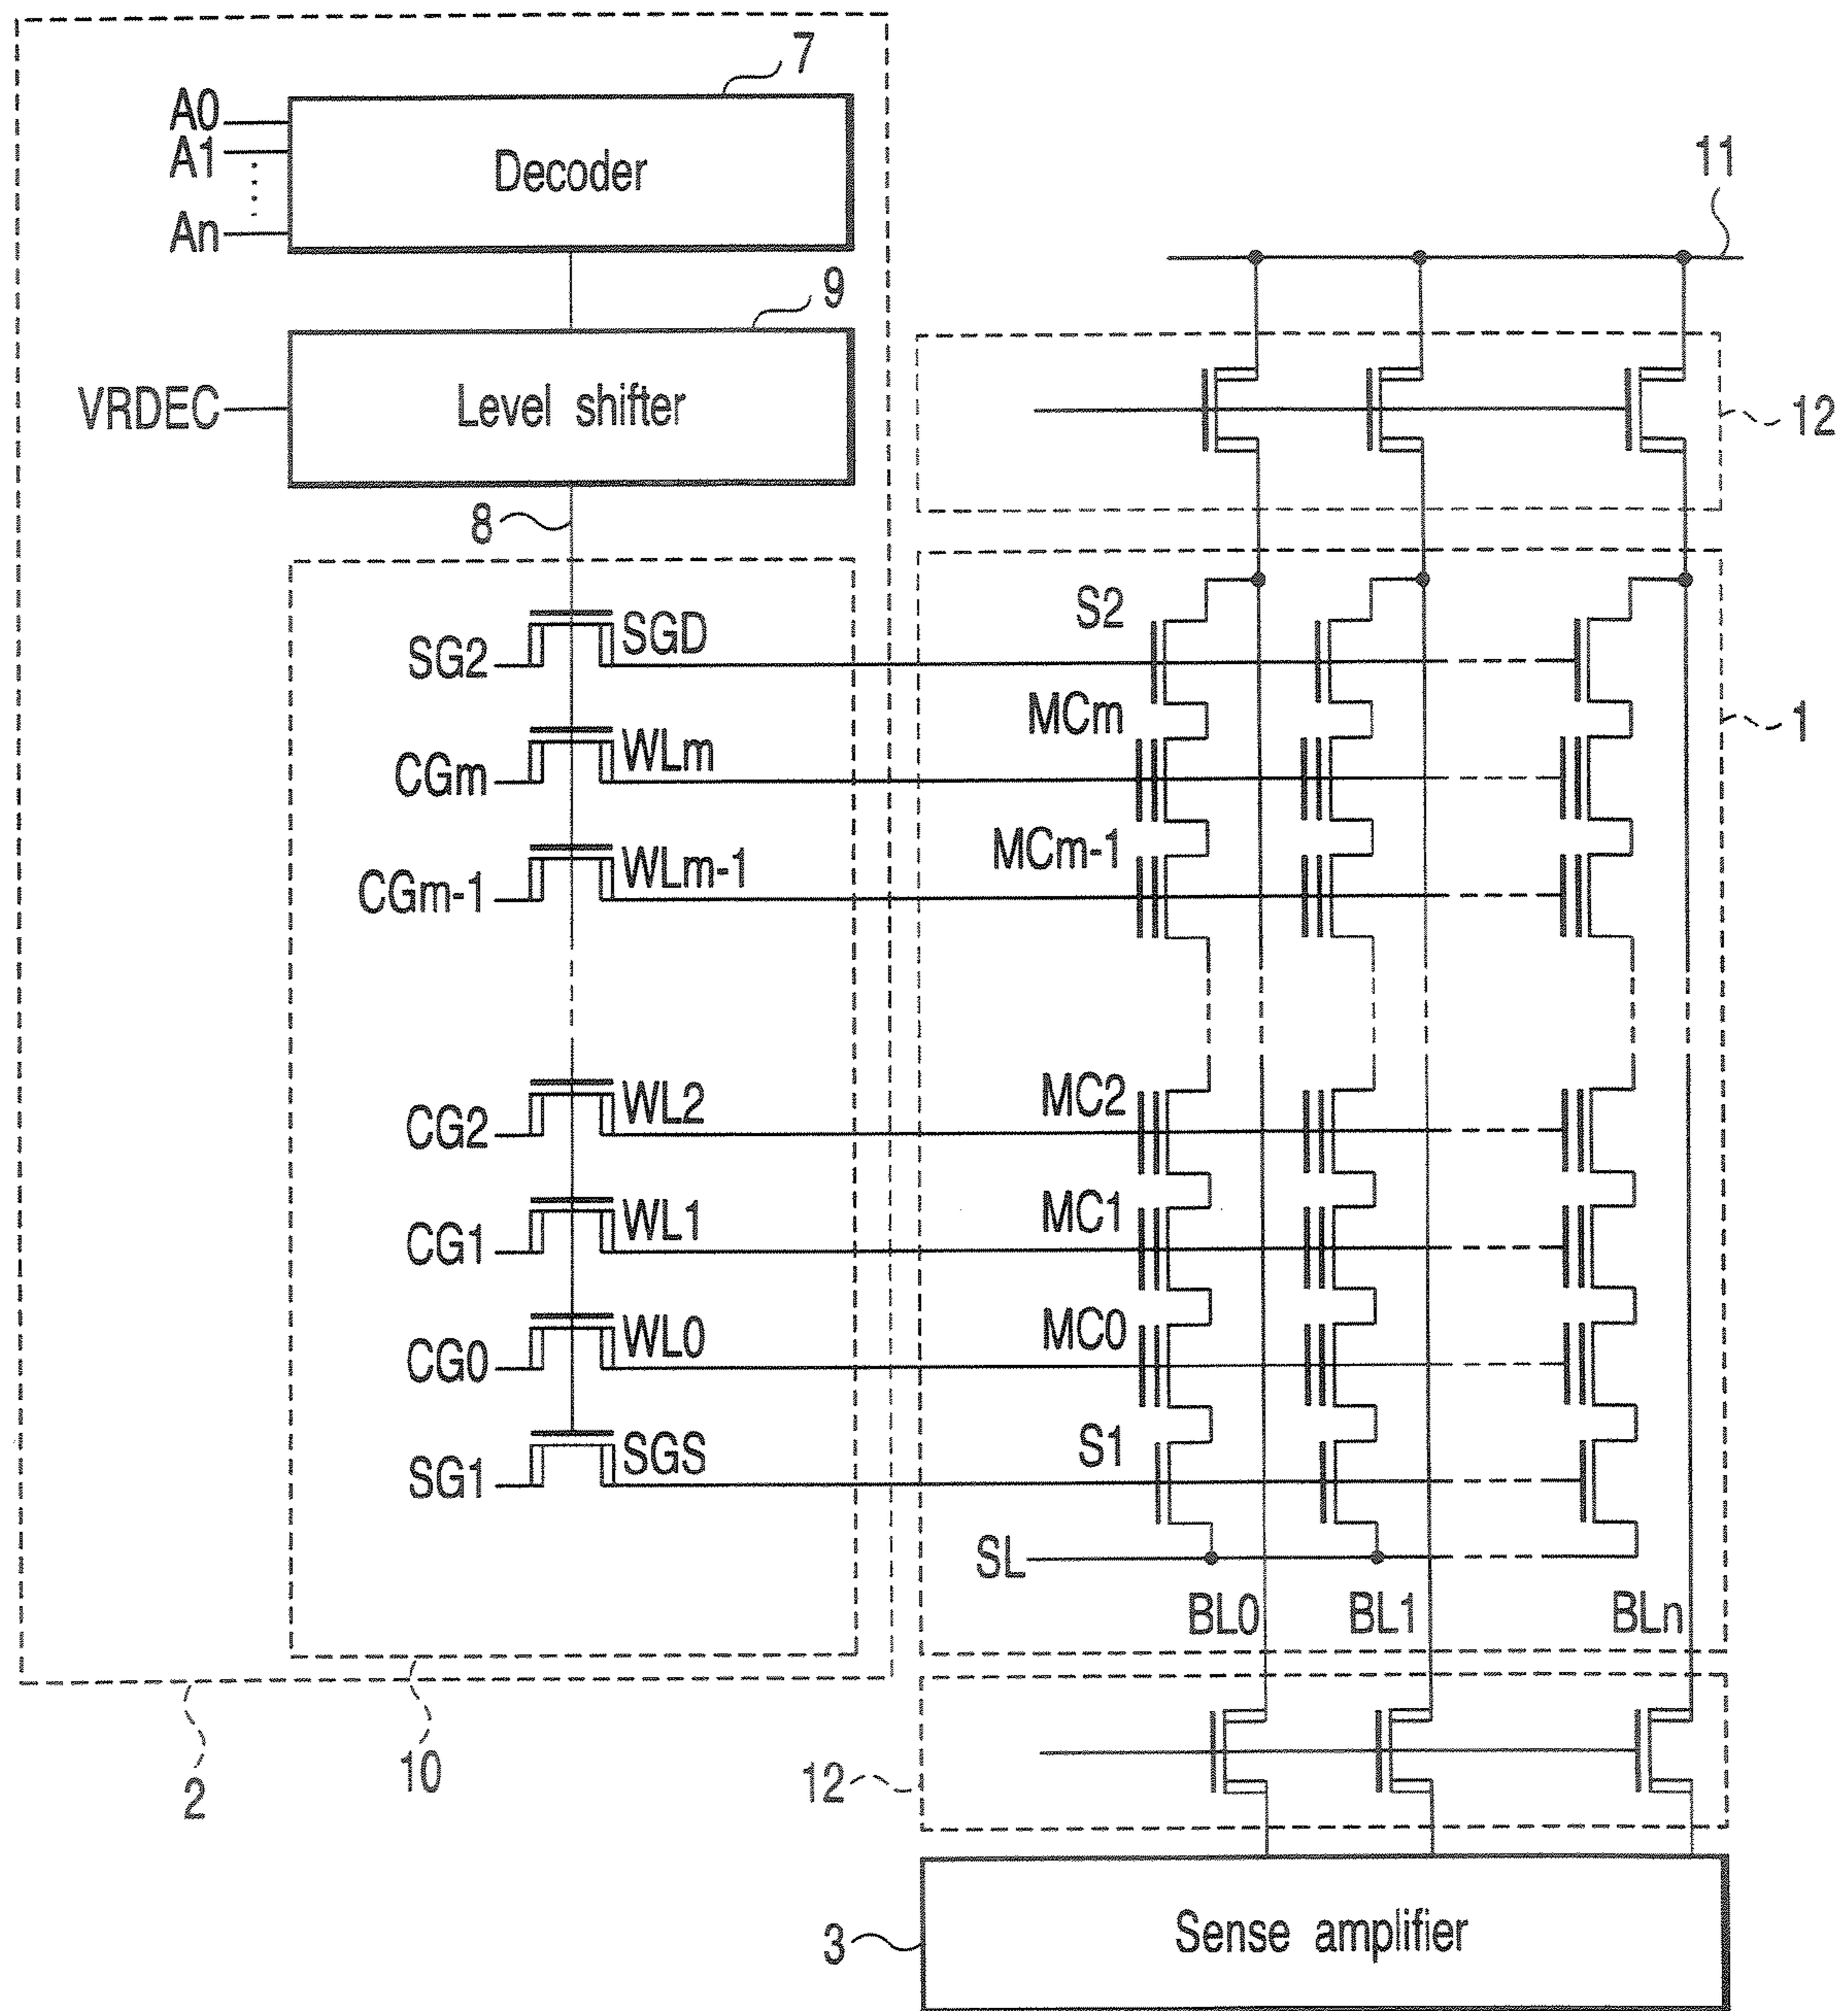 7
A0
A1
An
Decoder
11
9
VRDEC
Level shifter
12
8
SG2
SGD
S2
CGm
WLm
MCm
1
CGm-1
WLm-1
MCm-1
CG2
WL2
MC2
CG1
WL1
MC1
CG0
WL0
MC0
SG1
SGS
S1
SL
BL0
BL1
BLn
2
10
12
3
Sense amplifier